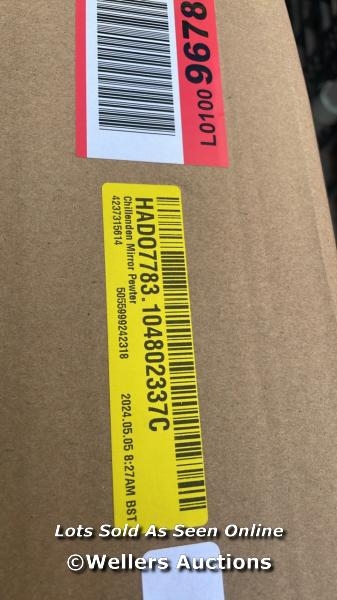 L0100 9678
HADO7783.104802337C
Chillenden Mirror Pewter
4237315614 5055999242318 2024.05.05 8:27AM BST
Lots Sold As Seen Online
©Wellers Auctions